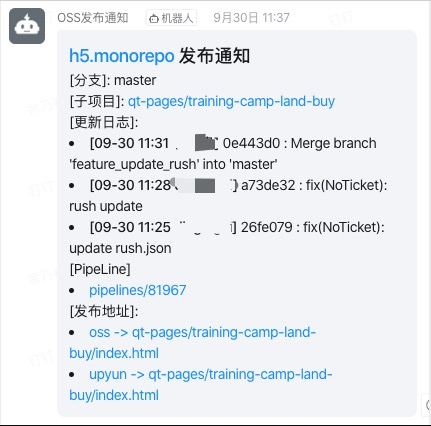 OSS发布通知 机器人 9月30日 11:37
h5.monorepo 发布通知
[分支]: master
[子项目]: qt-pages/training-camp-land-buy
[更新日志]:
• [09-30 11:31 ] 0e443d0 : Merge branch
'feature_update_rush' into 'master'
• [09-30 11:28 ] a73de32 : fix(NoTicket):
rush update
• [09-30 11:25 ] 26fe079 : fix(NoTicket):
update rush.json
[PipeLine]
• pipelines/81967
[发布地址]:
• oss -> qt-pages/training-camp-land-
buy/index.html
• upyun -> qt-pages/training-camp-land-
buy/index.html